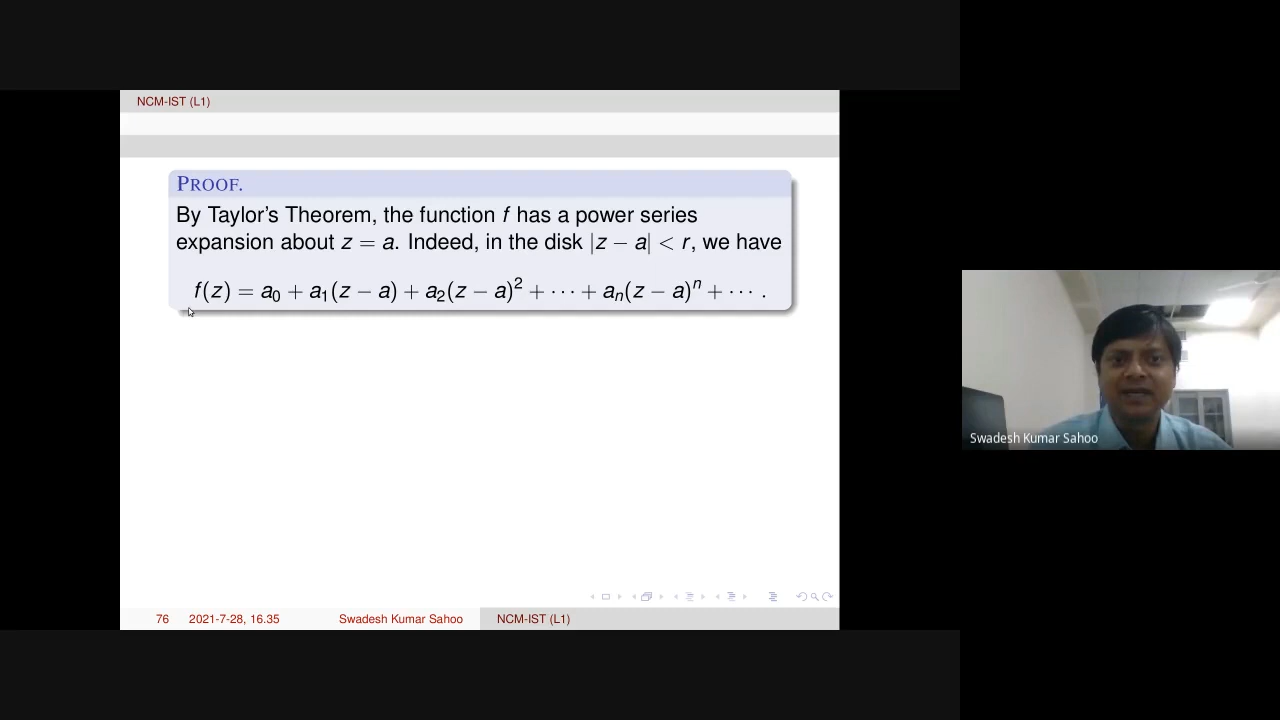 NCM-IST (L1)
PROOF.
By Taylor's Theorem, the function f has a power series
expansion about z = a. Indeed, in the disk |z − a| < r, we have
f(z) = a₀ + a₁(z − a) + a₂(z − a)² + ⋯ + aₙ(z − a)ⁿ + ⋯ .
Swadesh Kumar Sahoo
76 2021-7-28, 16.35 Swadesh Kumar Sahoo NCM-IST (L1)